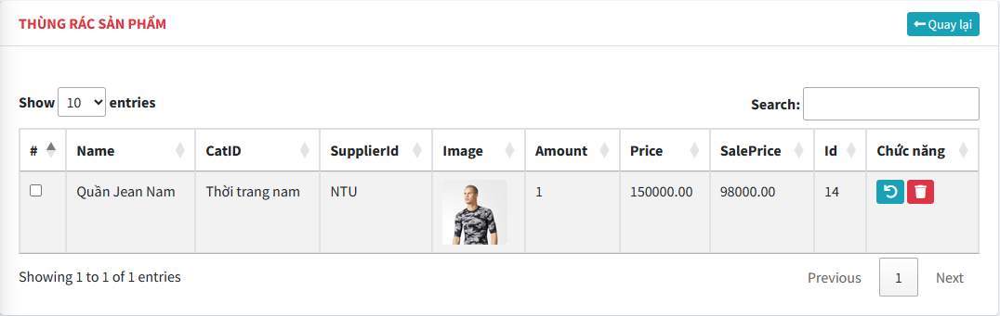 THÙNG RÁC SẢN PHẨM
Quay lại
Show 10 entries
Search:
# Name CatID SupplierId Image Amount Price SalePrice Id Chức năng
Quần Jean Nam Thời trang nam NTU 1 150000.00 98000.00 14
Showing 1 to 1 of 1 entries
Previous 1 Next